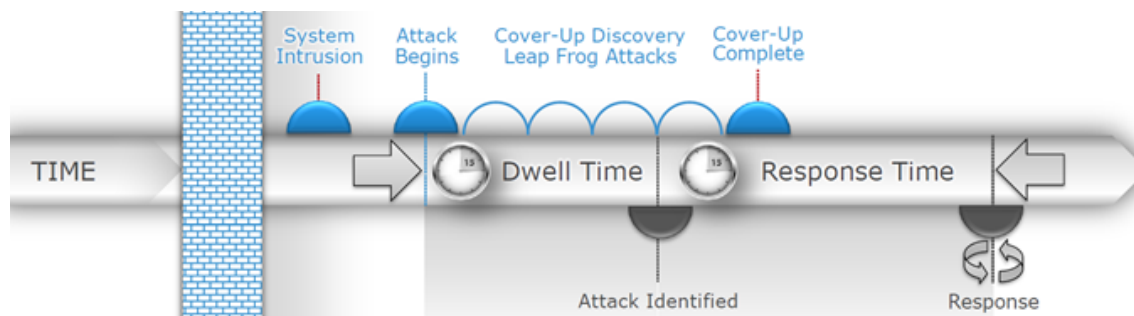 System
Intrusion
Attack
Begins
Cover-Up Discovery
Leap Frog Attacks
Cover-Up
Complete
TIME
15
Dwell Time
15
Response Time
Attack Identified
Response